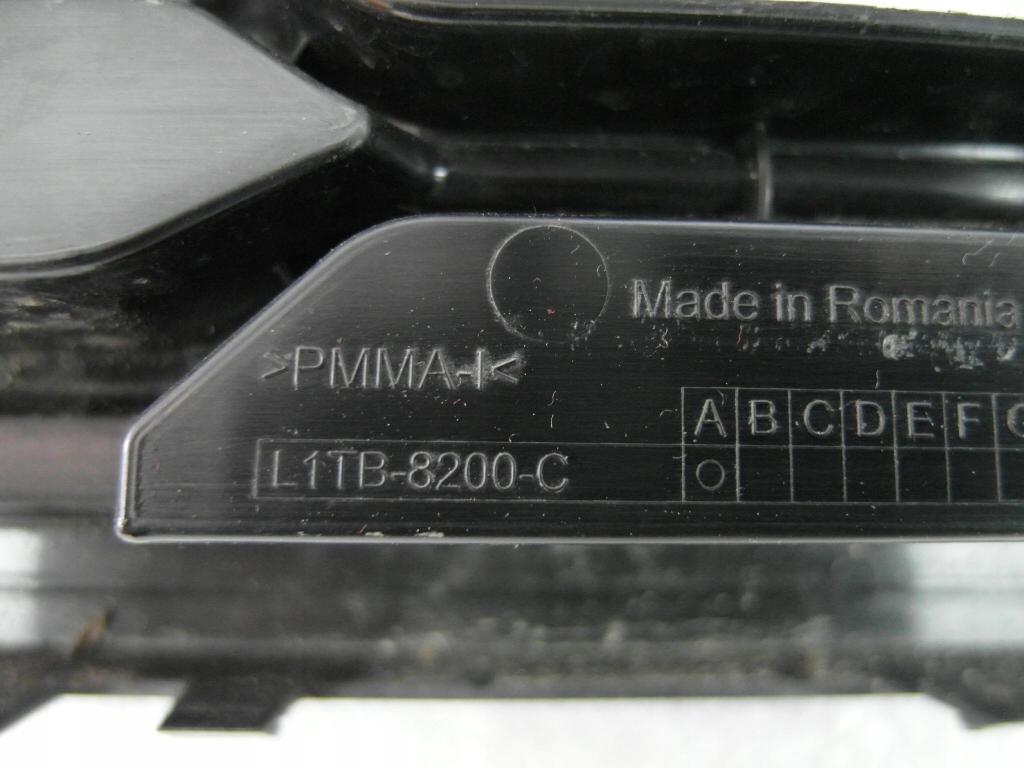 Made in Romania
>PMMA-I<
A B C D E F G
L1TB-8200-C